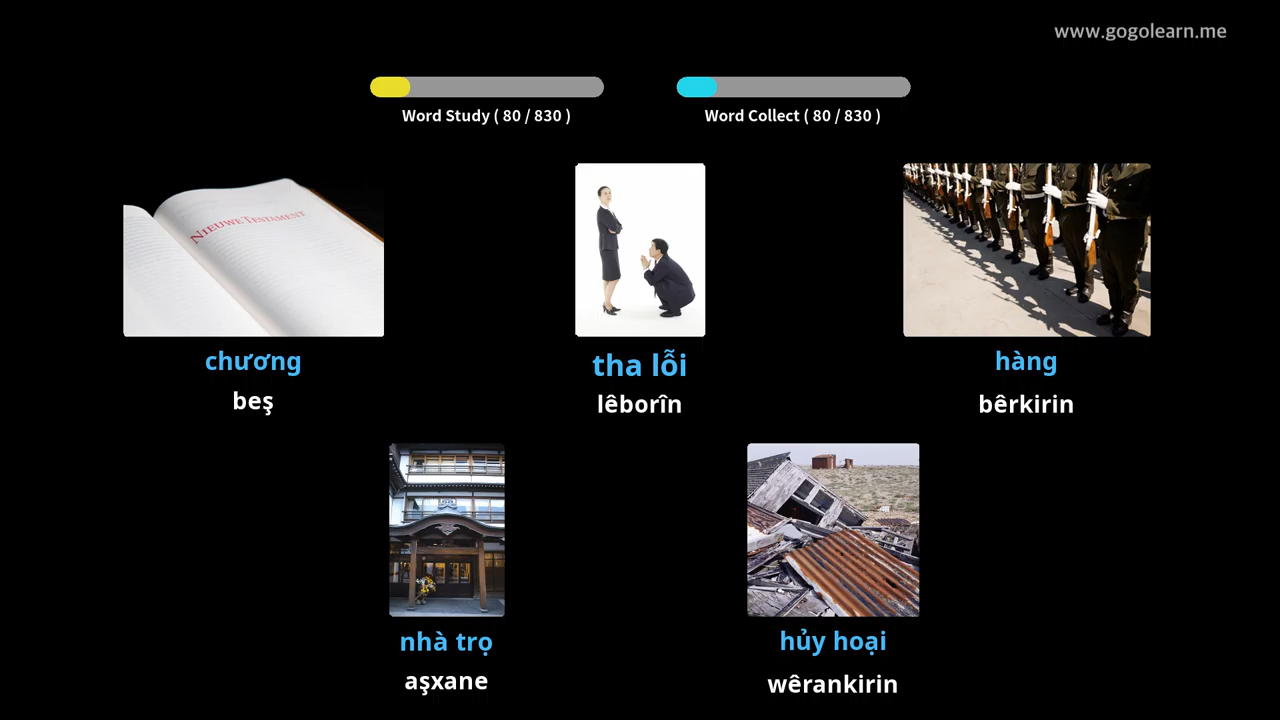 www.gogolearn.me
Word Study ( 80 / 830 )
Word Collect ( 80 / 830 )
NIEUWE TESTAMENT
chương
beş
tha lỗi
lêborîn
hàng
bêrkirin
nhà trọ
aşxane
hủy hoại
wêrankirin